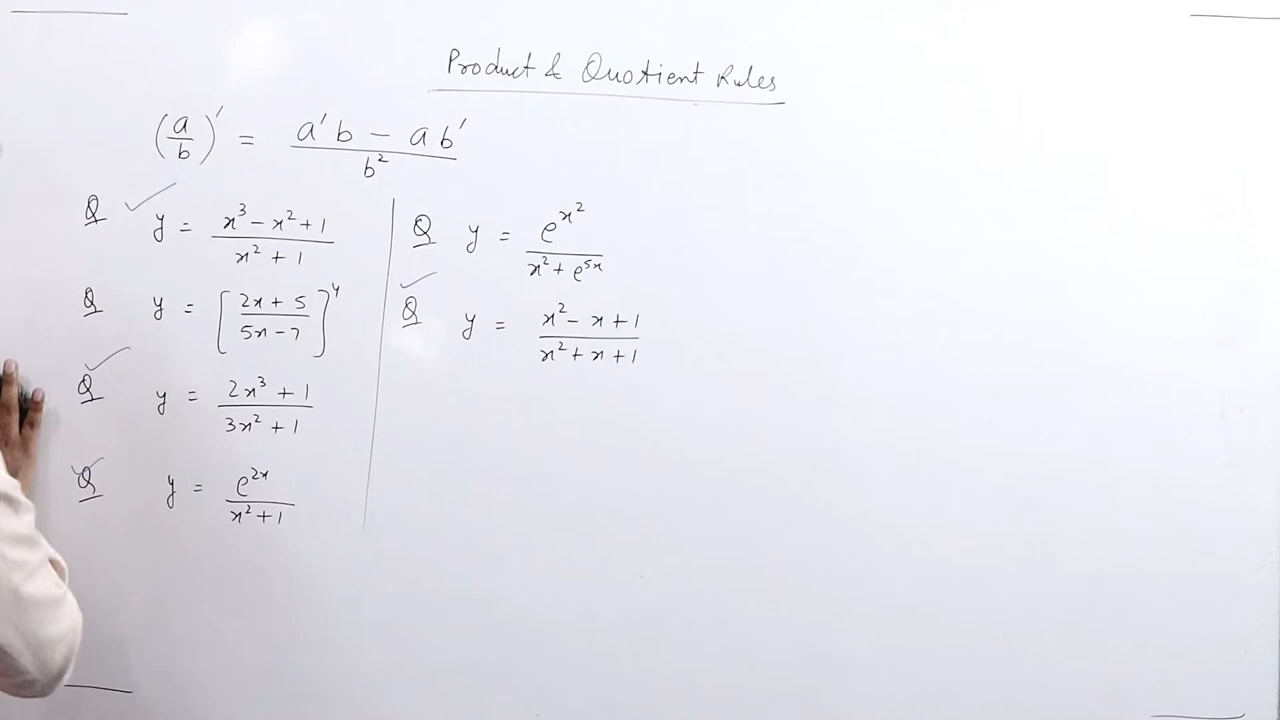 Product & Quotient Rules
(a/b)' = (a'b - ab')/b²
Q ✓ y = (x³ - x² + 1)/(x² + 1)
Q y = [(2x + 5)/(5x - 7)]⁴
Q ✓ y = (2x³ + 1)/(3x² + 1)
Q ✓ y = e²ˣ/(x² + 1)
Q y = e^(x²)/(x² + e^(5x))
Q ✓ y = (x² - x + 1)/(x² + x + 1)